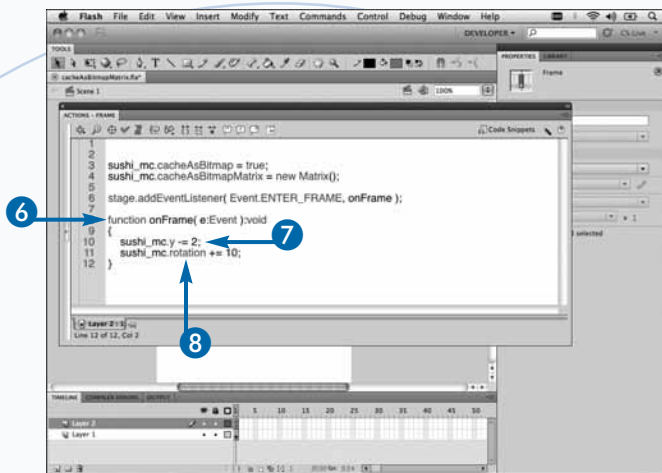 Flash File Edit View Insert Modify Text Commands Control Debug Window Help
DEVELOPER
CS Live
TOOLS
PROPERTIES LIBRARY
cacheAsBitmapMatrix.fla*
Frame
Scene 1
100%
ACTIONS - FRAME
Code Snippets
1
2
3 sushi_mc.cacheAsBitmap = true;
4 sushi_mc.cacheAsBitmapMatrix = new Matrix();
5
6 stage.addEventListener( Event.ENTER_FRAME, onFrame );
7
function onFrame( e:Event ):void
9 {
10 sushi_mc.y -= 2;
11 sushi_mc.rotation += 10;
12 }
6
7
8
selected
Layer 2 : 1
Line 12 of 12, Col 2
TIMELINE COMPILER ERRORS OUTPUT
1 5 10 15 20 25 30 35 40 45 50
Layer 2
Layer 1